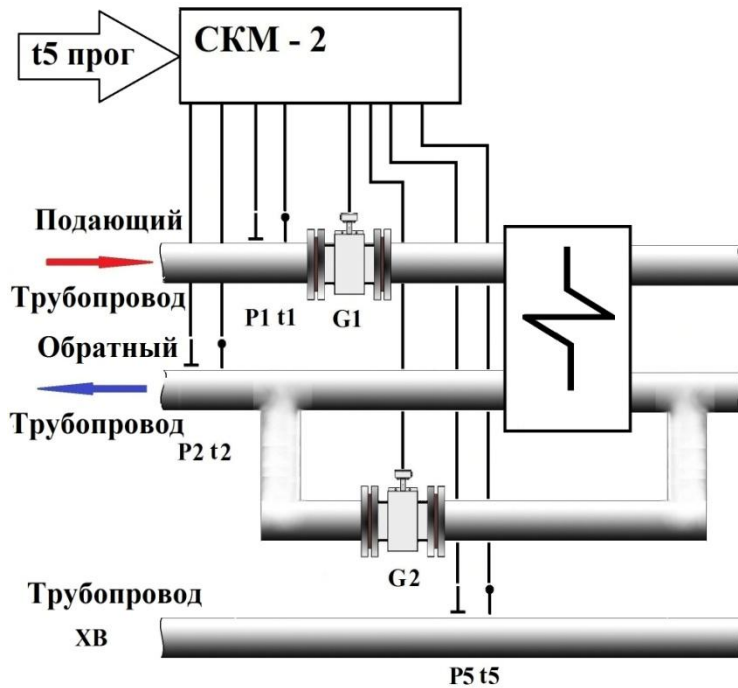 t5 прог
СКМ - 2
Подающий
Трубопровод
P1 t1
G1
Обратный
Трубопровод
P2 t2
G2
Трубопровод
ХВ
P5 t5